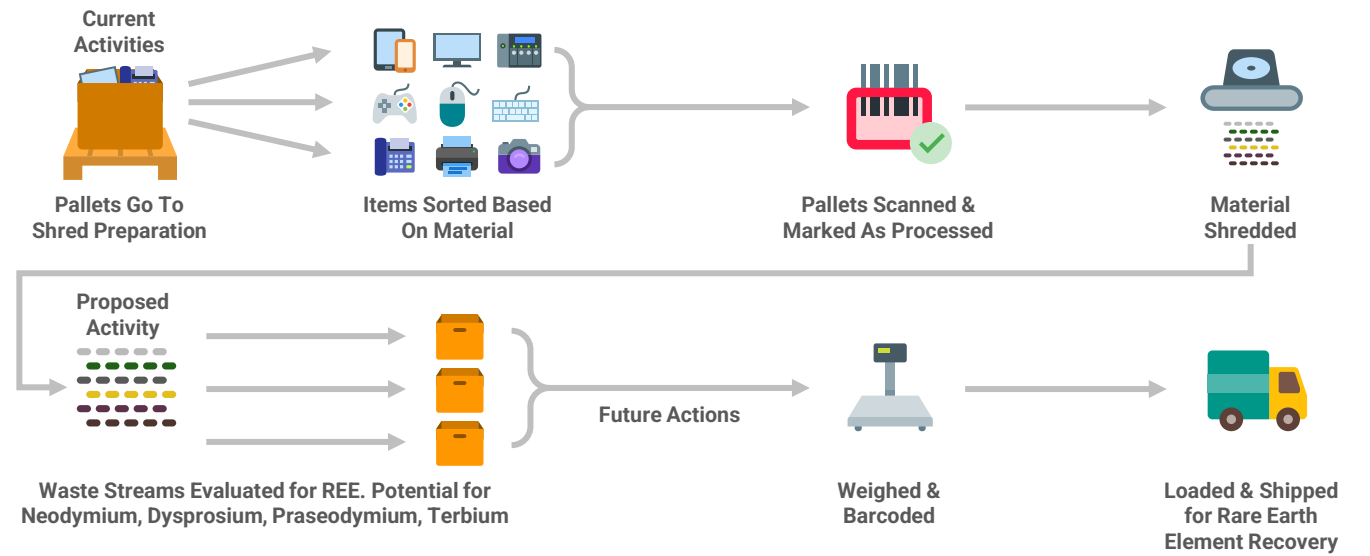 Current
Activities
Pallets Go To
Shred Preparation
Items Sorted Based
On Material
Pallets Scanned &
Marked As Processed
Material
Shredded
Proposed
Activity
Waste Streams Evaluated for REE. Potential for
Neodymium, Dysprosium, Praseodymium, Terbium
Future Actions
Weighed &
Barcoded
Loaded & Shipped
for Rare Earth
Element Recovery